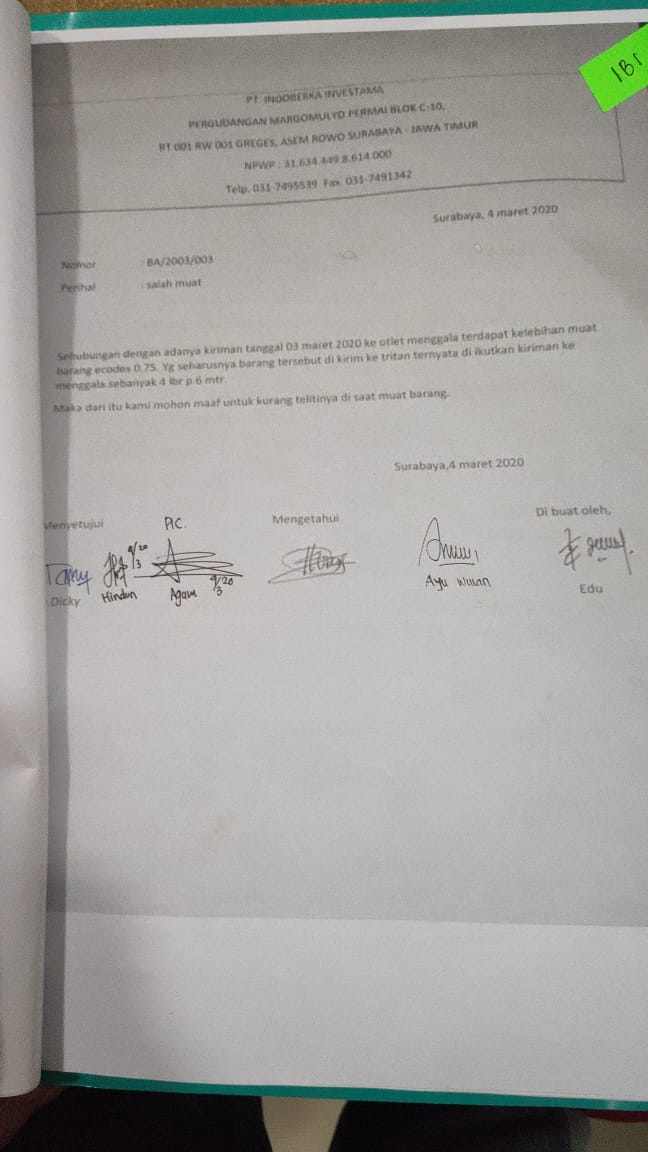 IBI
PT. INDOBERKA INVESTAMA
PERGUDANGAN MARGOMULYO PERMAI BLOK C-10,
RT 001 RW 001 GREGES, ASEM ROWO SURABAYA - JAWA TIMUR
NPWP : 31.634.449.8.614.000
Telp. 031-7495539 Fax. 031-7491342
Surabaya, 4 maret 2020
Nomor : BA/2003/003
Perihal : salah muat
Sehubungan dengan adanya kiriman tanggal 03 maret 2020 ke otlet menggala terdapat kelebihan muat
barang ecodex 0,75. Yg seharusnya barang tersebut di kirim ke tritan ternyata di ikutkan kiriman ke
menggala.sebanyak 4 lbr p.6 mtr.
Maka dari itu kami mohon maaf untuk kurang telitinya di saat muat barang.
Surabaya,4 maret 2020
Menyetujui PIC. Mengetahui Di buat oleh,
Tamy 9/20 3 9/20 3
Dicky Hindun Agam Ayu Wulan Edu